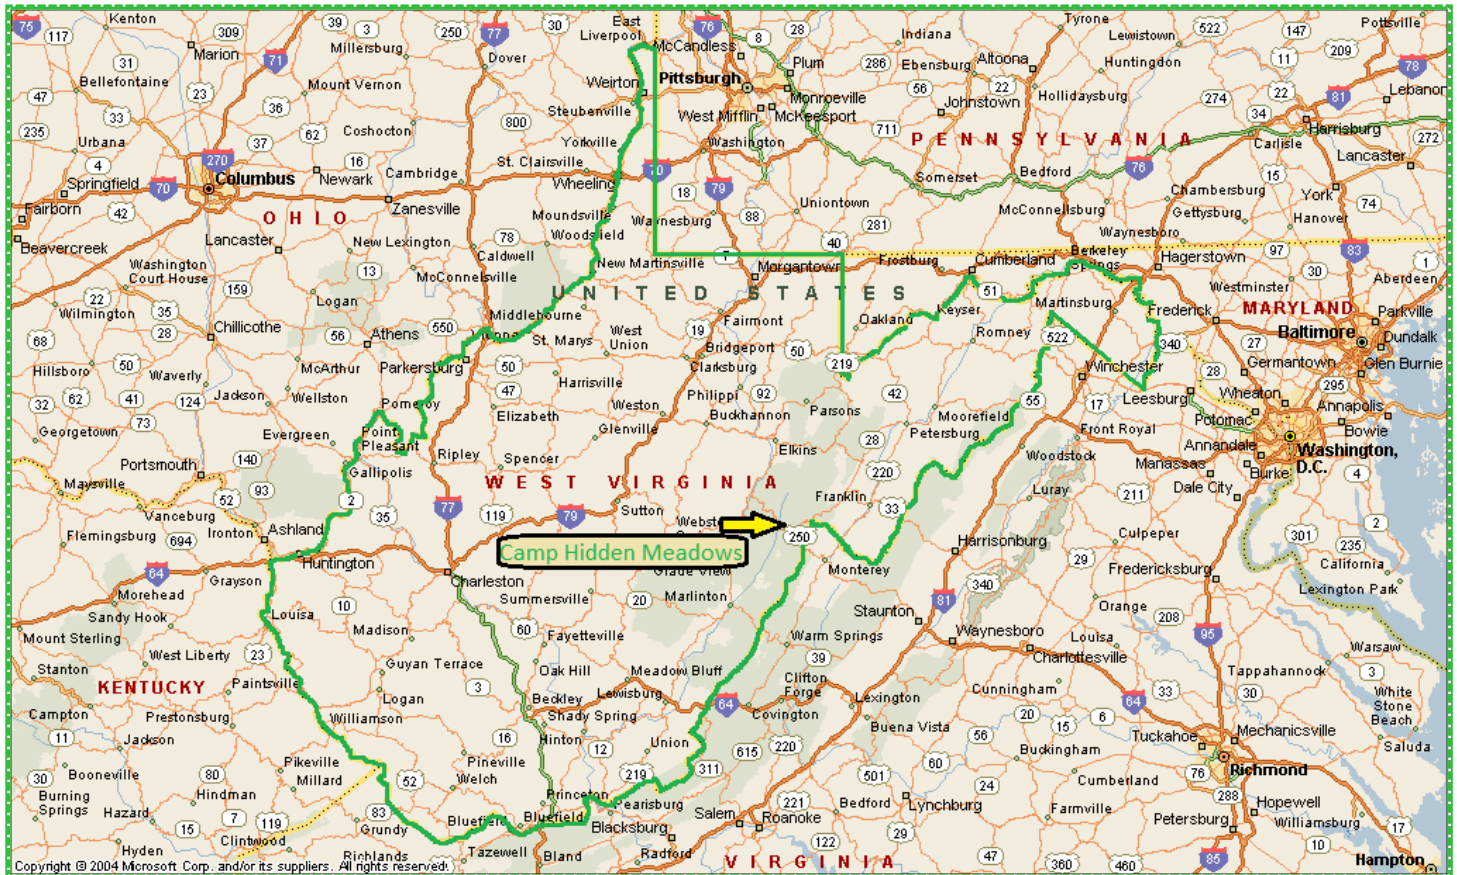 Kenton
Marion
Bellefontaine
Millersburg
Mount Vernon
Dover
East
Liverpool
McCandless
Pittsburgh
Plum
Monroeville
West Mifflin
McKeesport
Indiana
Ebensburg
Altoona
Johnstown
Hollidaysburg
Tyrone
Lewistown
Huntingdon
Pottsville
Lebanon
Harrisburg
Carlisle
Lancaster
PENNSYLVANIA
Urbana
Springfield
Fairborn
Beavercreek
Columbus
Newark
Coshocton
Cambridge
Zanesville
Weirton
Steubenville
Yorkville
St. Clairsville
Wheeling
Washington
Moundsville
Woodsfield
Waynesburg
Uniontown
Somerset
Bedford
McConnellsburg
Chambersburg
Gettysburg
Waynesboro
York
Hanover
OHIO
Lancaster
New Lexington
Caldwell
McConnelsville
Washington
Court House
Wilmington
Logan
Chillicothe
Athens
New Martinsville
Morgantown
Frostburg
Cumberland
Berkeley
Springs
Hagerstown
Westminster
Aberdeen
UNITED STATES
Middlebourne
Fairmont
Oakland
Keyser
Martinsburg
Romney
Frederick
MARYLAND
Baltimore
Parkville
Dundalk
Glen Burnie
Germantown
Hillsboro
Waverly
McArthur
Parkersburg
St. Marys
West
Union
Bridgeport
Clarksburg
Harrisville
Jackson
Wellston
Pomeroy
Elizabeth
Weston
Philippi
Buckhannon
Parsons
Moorefield
Petersburg
Winchester
Leesburg
Wheaton
Potomac
Annapolis
Bowie
Georgetown
Evergreen
Point
Pleasant
Glenville
Elkins
Front Royal
Annandale
Washington,
D.C.
Manassas
Burke
Dale City
Portsmouth
Gallipolis
Ripley
Spencer
Woodstock
Luray
Maysville
WEST VIRGINIA
Franklin
Vanceburg
Ironton
Ashland
Flemingsburg
Sutton
Camp Hidden Meadows
Huntington
Charleston
Monterey
Harrisonburg
Culpeper
Fredericksburg
California
Lexington Park
Grayson
Morehead
Sandy Hook
Summersville
Marlinton
Louisa
Madison
Mount Sterling
West Liberty
Stanton
Fayetteville
Warm Springs
Staunton
Waynesboro
Orange
Louisa
Charlottesville
Warsaw
KENTUCKY
Paintsville
Guyan Terrace
Oak Hill
Meadow Bluff
Clifton
Forge
Lexington
Cunningham
Tappahannock
White
Stone
Beach
Campton
Prestonsburg
Logan
Williamson
Beckley
Lewisburg
Shady Spring
Covington
Buena Vista
Jackson
Hinton
Union
Buckingham
Tuckahoe
Mechanicsville
Saluda
Booneville
Pikeville
Millard
Pineville
Welch
Richmond
Burning
Springs
Hindman
Hazard
Princeton
Pearisburg
Salem
Roanoke
Bedford
Lynchburg
Cumberland
Farmville
Petersburg
Hopewell
Williamsburg
Clintwood
Grundy
Bluefield
Bluefield
Blacksburg
Hyden
Richlands
Tazewell
Bland
Radford
VIRGINIA
Hampton
Copyright © 2004 Microsoft Corp. and/or its suppliers. All rights reserved.